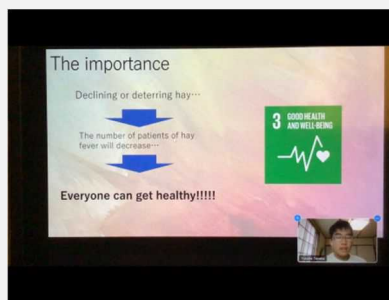 The importance
Declining or deterring hay…
The number of patients of hay
fever will decrease…
Everyone can get healthy!!!!!
3 GOOD HEALTH
AND WELL-BEING